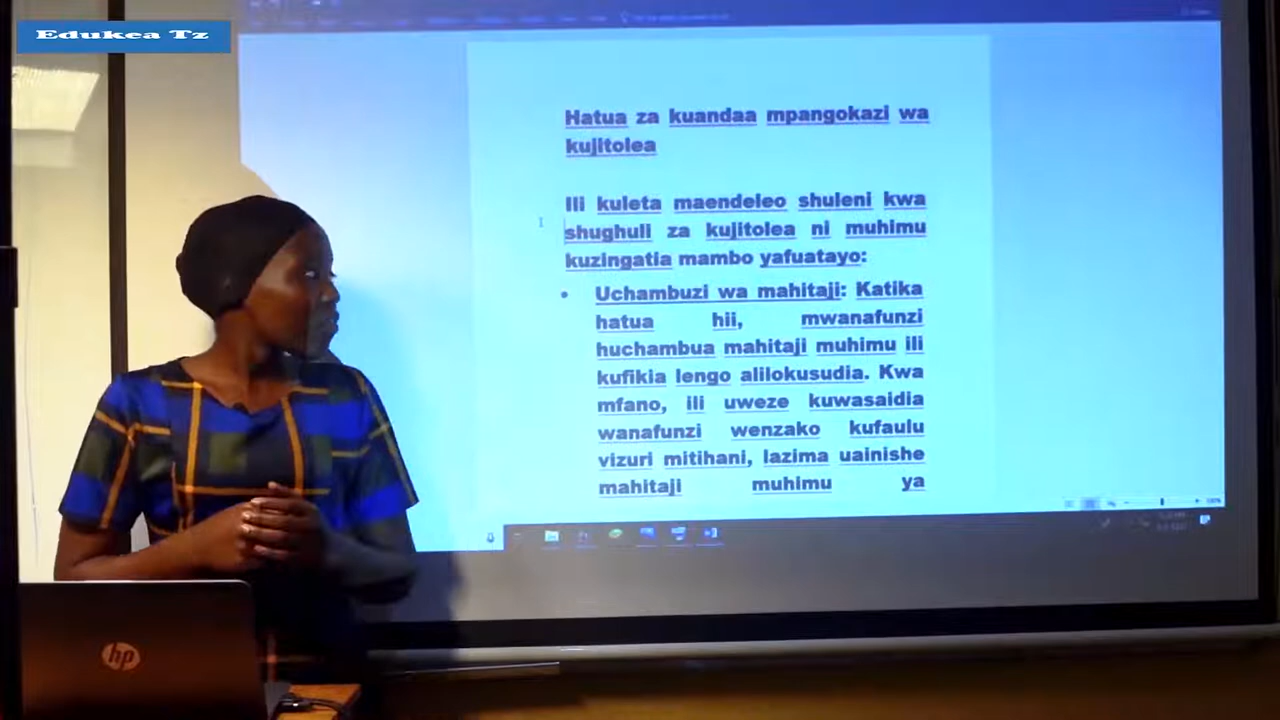 Edukea Tz
Hatua za kuandaa mpangokazi wa
kujitolea
Ili kuleta maendeleo shuleni kwa
shughuli za kujitolea ni muhimu
kuzingatia mambo yafuatayo:
• Uchambuzi wa mahitaji: Katika
hatua hii, mwanafunzi
huchambua mahitaji muhimu ili
kufikia lengo alilokusudia. Kwa
mfano, ili uweze kuwasaidia
wanafunzi wenzako kufaulu
vizuri mitihani, lazima uainishe
mahitaji muhimu ya
hp